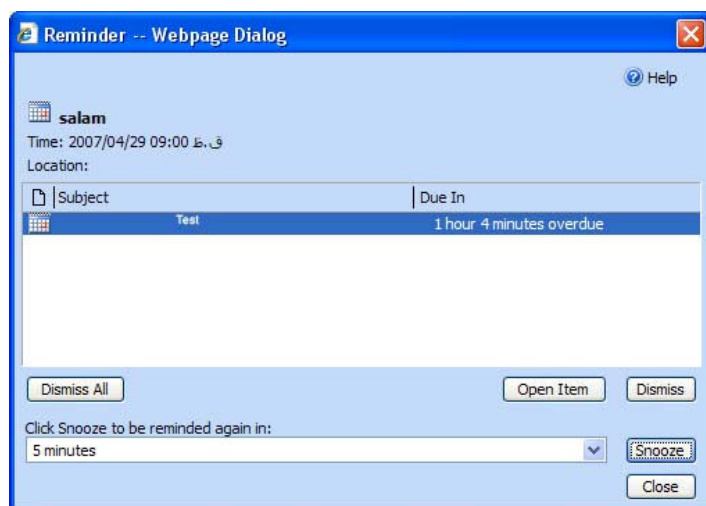 Reminder -- Webpage Dialog
Help
salam
Time: 2007/04/29 09:00 ق.ظ
Location:
Subject Due In
Test 1 hour 4 minutes overdue
Dismiss All Open Item Dismiss
Click Snooze to be reminded again in:
5 minutes Snooze
Close